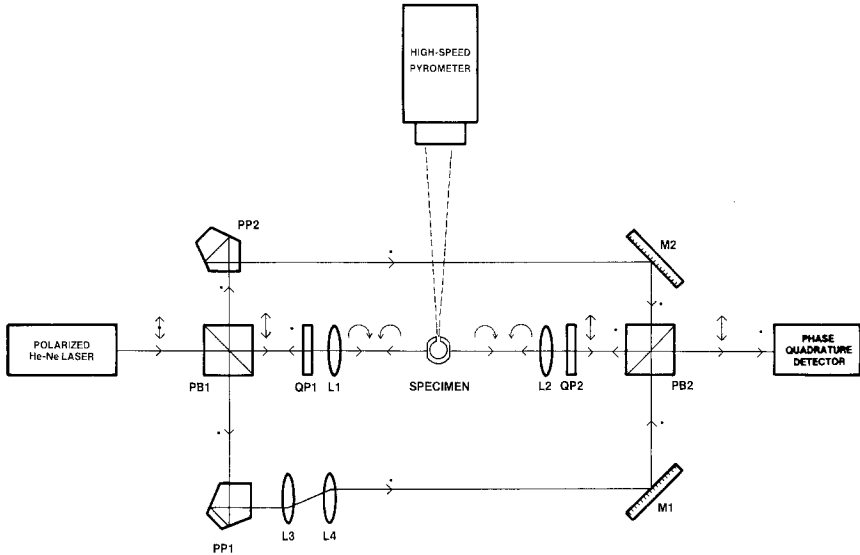 HIGH-SPEED
PYROMETER
PP2
M2
POLARIZED
He-Ne LASER
PB1
QP1
L1
SPECIMEN
L2
QP2
PB2
PHASE
QUADRATURE
DETECTOR
PP1
L3
L4
M1